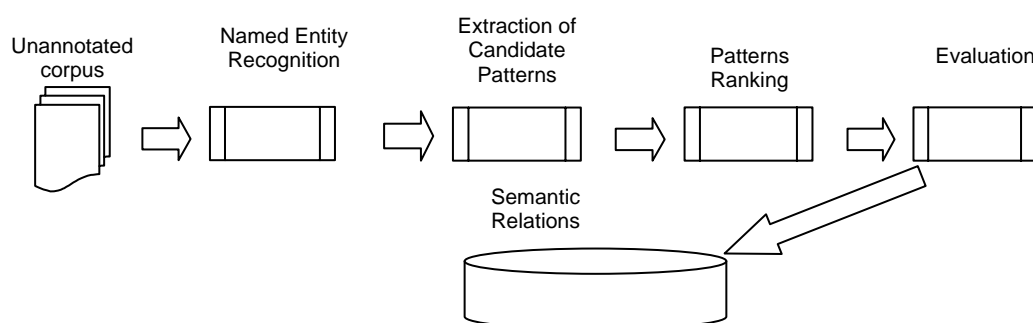 Unannotated
corpus
Named Entity
Recognition
Extraction of
Candidate
Patterns
Patterns
Ranking
Evaluation
Semantic
Relations